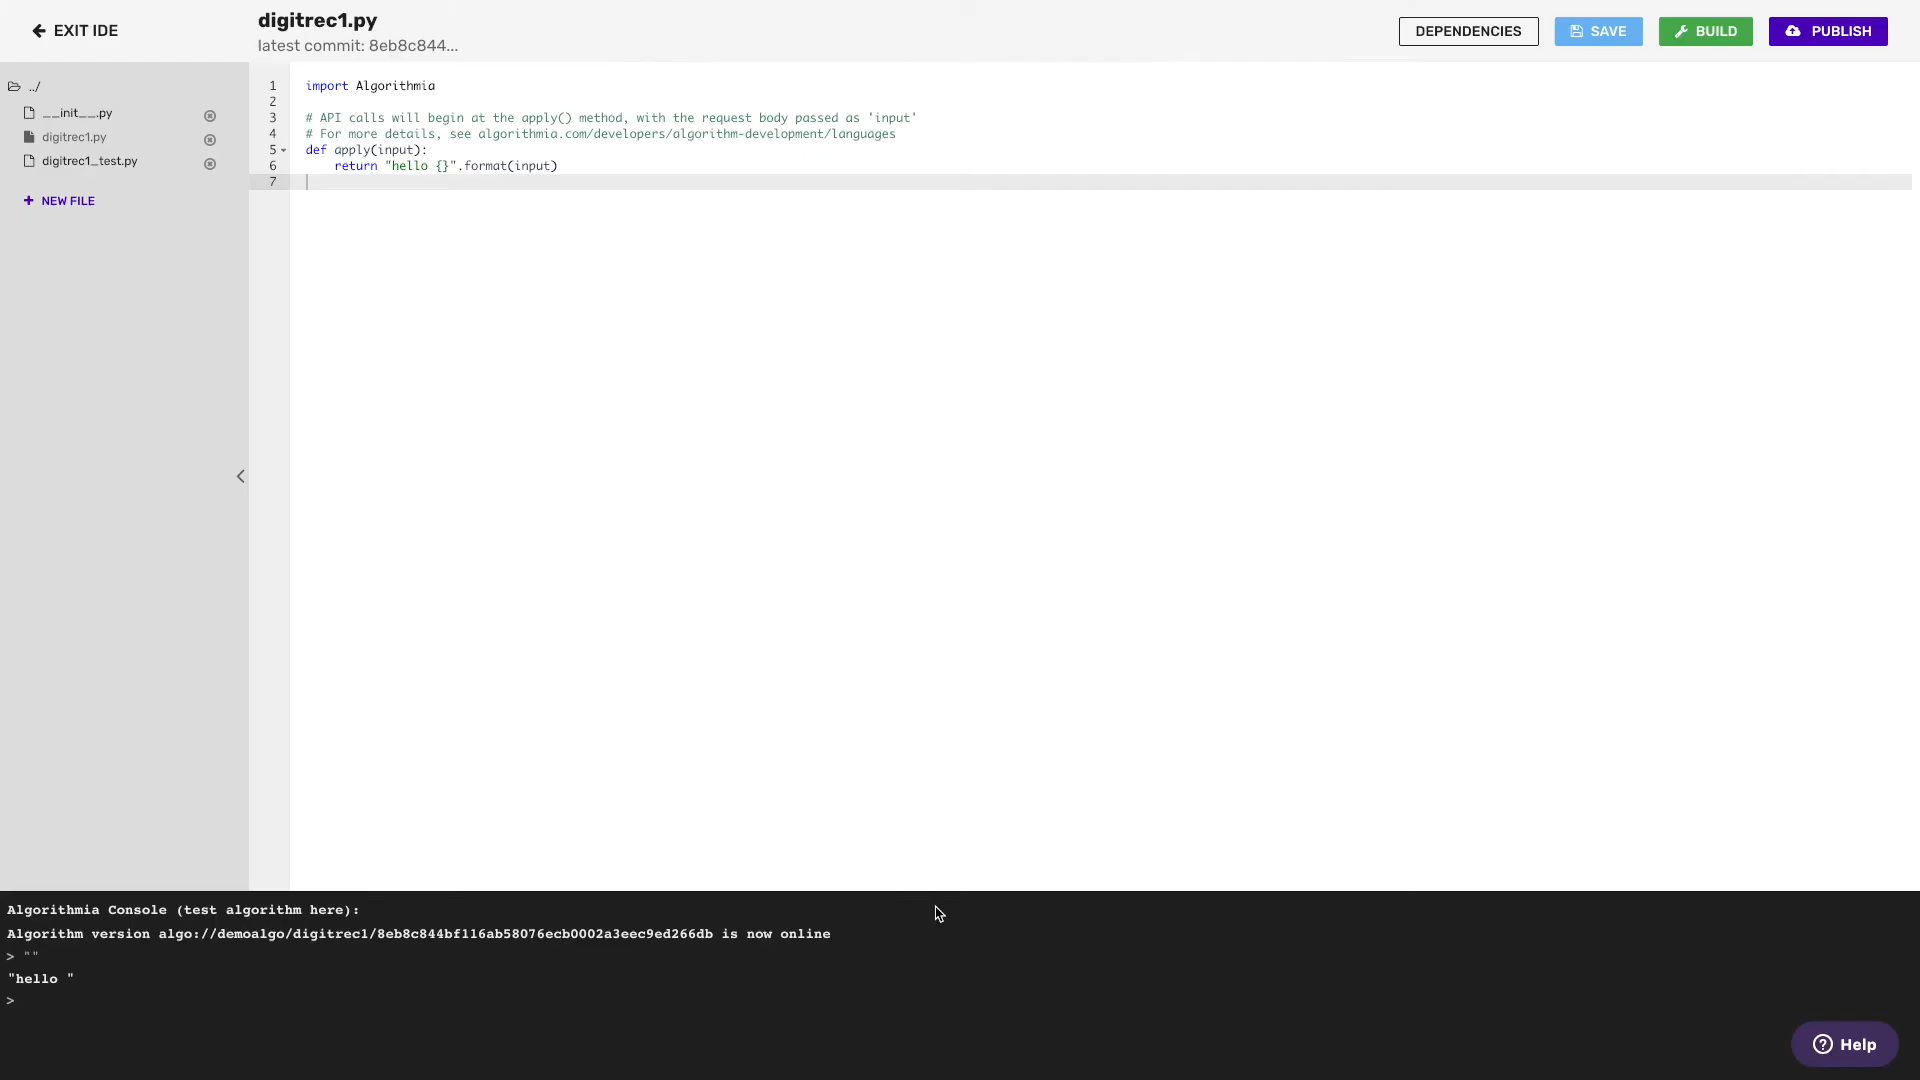 EXIT IDE
digitrec1.py
latest commit: 8eb8c844...
DEPENDENCIES
SAVE
BUILD
PUBLISH
../
__init__.py
digitrec1.py
digitrec1_test.py
+ NEW FILE
1 import Algorithmia
2
3 # API calls will begin at the apply() method, with the request body passed as 'input'
4 # For more details, see algorithmia.com/developers/algorithm-development/languages
5 def apply(input):
6     return "hello {}".format(input)
7
Algorithmia Console (test algorithm here):
Algorithm version algo://demoalgo/digitrec1/8eb8c844bf116ab58076ecb0002a3eec9ed266db is now online
> ""
"hello "
>
? Help